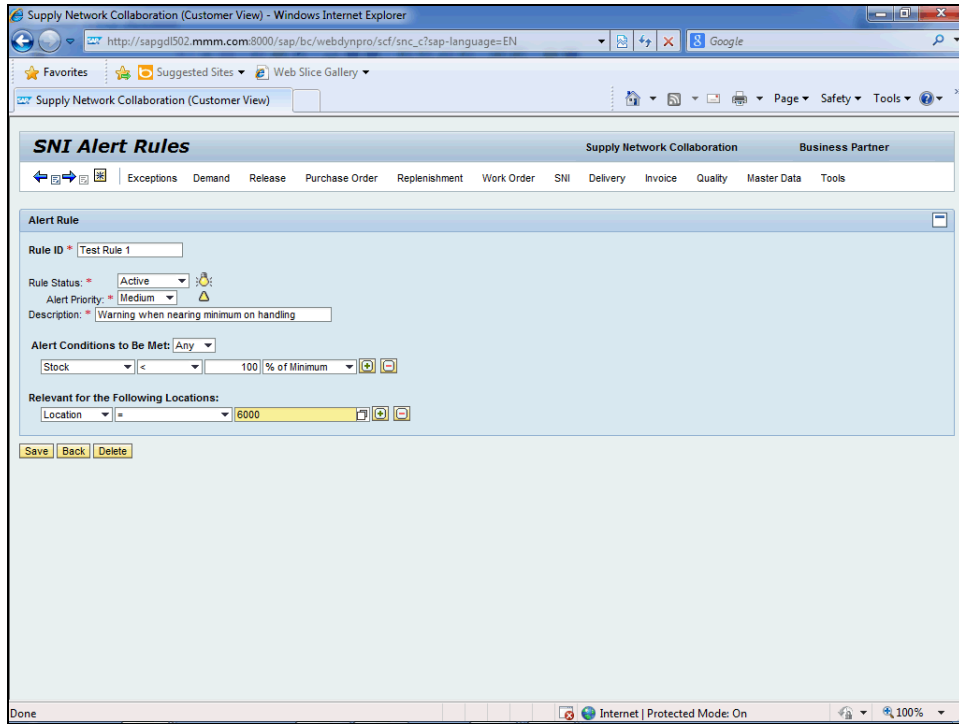 Supply Network Collaboration (Customer View) - Windows Internet Explorer
http://sapgdl502.mmm.com:8000/sap/bc/webdynpro/scf/snc_c?sap-language=EN
Google
Favorites Suggested Sites Web Slice Gallery
Supply Network Collaboration (Customer View) Page Safety Tools
SNI Alert Rules Supply Network Collaboration Business Partner
Exceptions Demand Release Purchase Order Replenishment Work Order SNI Delivery Invoice Quality Master Data Tools
Alert Rule
Rule ID * Test Rule 1
Rule Status: * Active
Alert Priority: * Medium
Description: * Warning when nearing minimum on handling
Alert Conditions to Be Met: Any
Stock < 100 % of Minimum
Relevant for the Following Locations:
Location = 6000
Save Back Delete
Done Internet | Protected Mode: On 100%